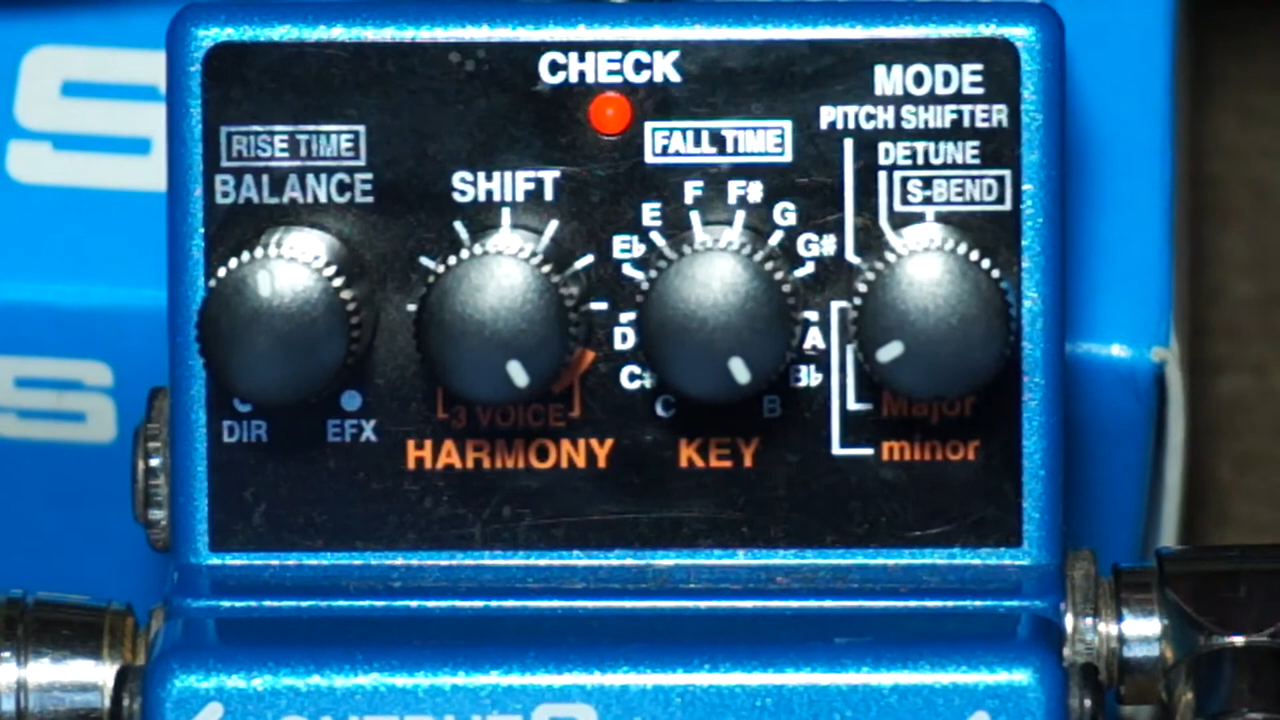 CHECK
MODE
PITCH SHIFTER
DETUNE
S-BEND
RISE TIME
BALANCE
SHIFT
FALL TIME
F F#
E G
E♭ G#
D A
C# B♭
C B
DIR EFX
3 VOICE
HARMONY
KEY
Major
minor
S
S